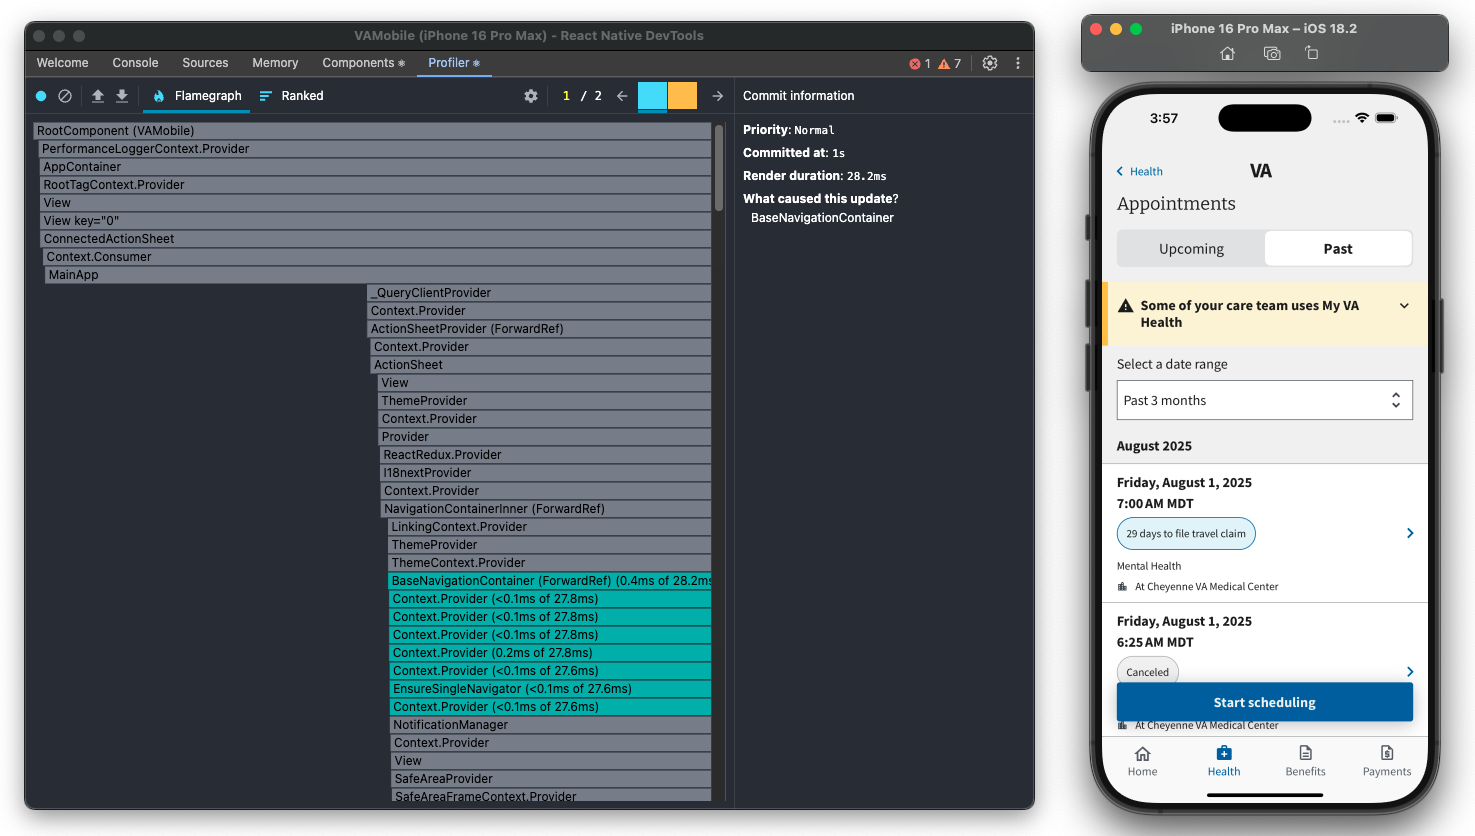 VAMobile (iPhone 16 Pro Max) - React Native DevTools
Welcome Console Sources Memory Components Profiler 1 7
Flamegraph Ranked 1 / 2 Commit information
RootComponent (VAMobile)
PerformanceLoggerContext.Provider
AppContainer
RootTagContext.Provider
View
View key="0"
ConnectedActionSheet
Context.Consumer
MainApp
_QueryClientProvider
Context.Provider
ActionSheetProvider (ForwardRef)
Context.Provider
ActionSheet
View
ThemeProvider
Context.Provider
Provider
ReactRedux.Provider
I18nextProvider
Context.Provider
NavigationContainerInner (ForwardRef)
LinkingContext.Provider
ThemeProvider
ThemeContext.Provider
BaseNavigationContainer (ForwardRef) (0.4ms of 28.2ms
Context.Provider (<0.1ms of 27.8ms)
Context.Provider (<0.1ms of 27.8ms)
Context.Provider (<0.1ms of 27.8ms)
Context.Provider (0.2ms of 27.8ms)
Context.Provider (<0.1ms of 27.6ms)
EnsureSingleNavigator (<0.1ms of 27.6ms)
Context.Provider (<0.1ms of 27.6ms)
NotificationManager
Context.Provider
View
SafeAreaProvider
SafeAreaFrameContext.Provider
Priority: Normal
Committed at: 1s
Render duration: 28.2ms
What caused this update?
BaseNavigationContainer
iPhone 16 Pro Max – iOS 18.2
3:57
Health VA
Appointments
Upcoming Past
Some of your care team uses My VA
Health
Select a date range
Past 3 months
August 2025
Friday, August 1, 2025
7:00 AM MDT
29 days to file travel claim
Mental Health
At Cheyenne VA Medical Center
Friday, August 1, 2025
6:25 AM MDT
Canceled
Start scheduling
At Cheyenne VA Medical Center
Home Health Benefits Payments